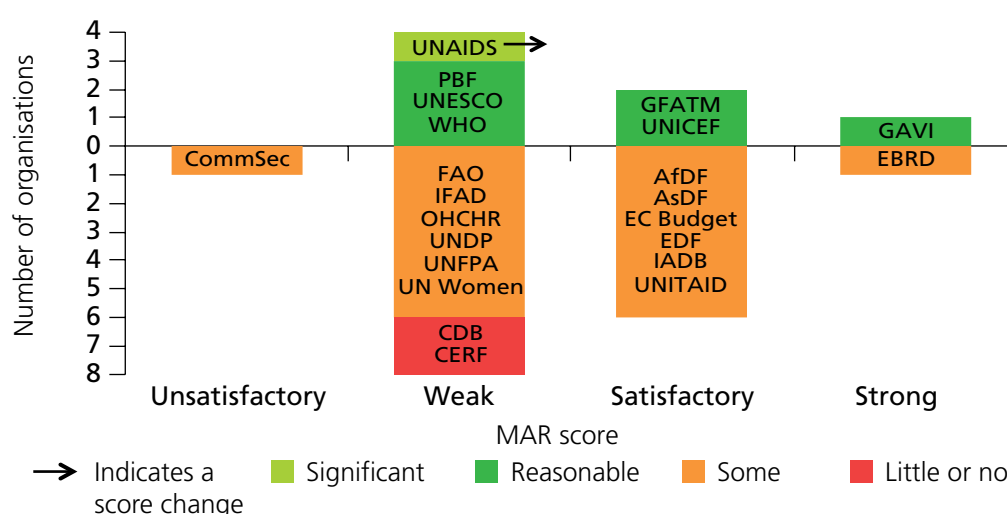 Number of organisations
4
3
2
1
0
1
2
3
4
5
6
7
8
UNAIDS
PBF
UNESCO
WHO
GFATM
UNICEF
GAVI
CommSec
FAO
IFAD
OHCHR
UNDP
UNFPA
UN Women
CDB
CERF
AfDF
AsDF
EC Budget
EDF
IADB
UNITAID
EBRD
Unsatisfactory Weak Satisfactory Strong
MAR score
Indicates a
score change
Significant
Reasonable
Some
Little or no